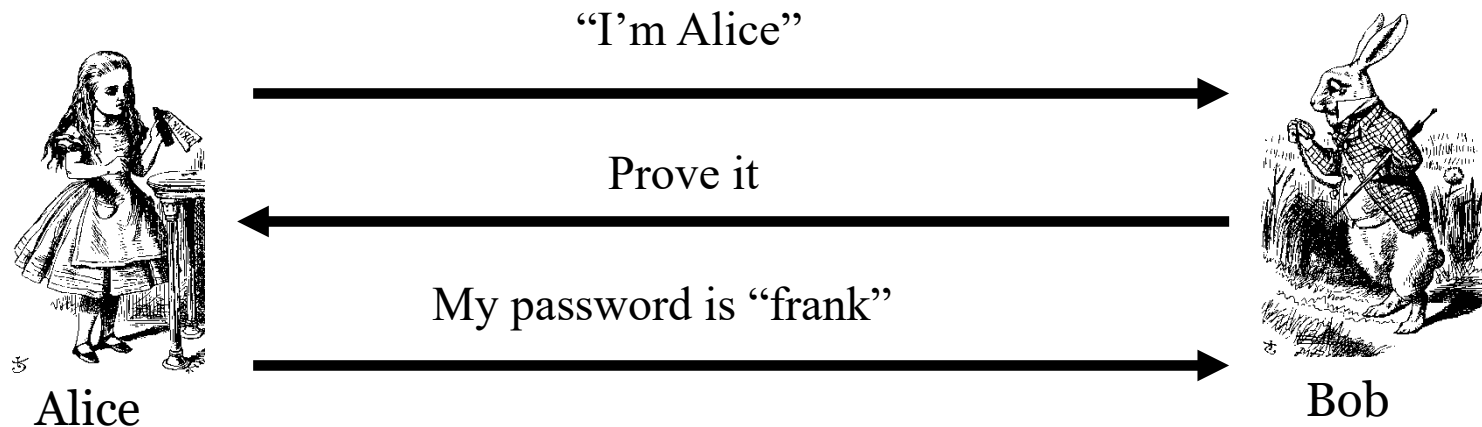 “I’m Alice”
Prove it
My password is “frank”
Alice
Bob